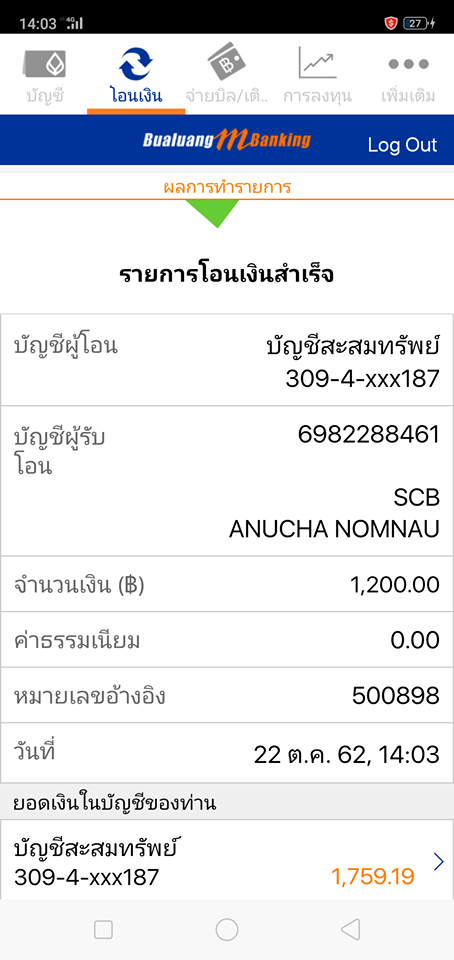 14:03 4G 27
บัญชี โอนเงิน จ่ายบิล/เติ.. การลงทุน เพิ่มเติม
Bualuang mBanking Log Out
ผลการทำรายการ
รายการโอนเงินสำเร็จ
บัญชีผู้โอน บัญชีสะสมทรัพย์
309-4-xxx187
บัญชีผู้รับ 6982288461
โอน
SCB
ANUCHA NOMNAU
จำนวนเงิน (฿) 1,200.00
ค่าธรรมเนียม 0.00
หมายเลขอ้างอิง 500898
วันที่ 22 ต.ค. 62, 14:03
ยอดเงินในบัญชีของท่าน
บัญชีสะสมทรัพย์
309-4-xxx187 1,759.19